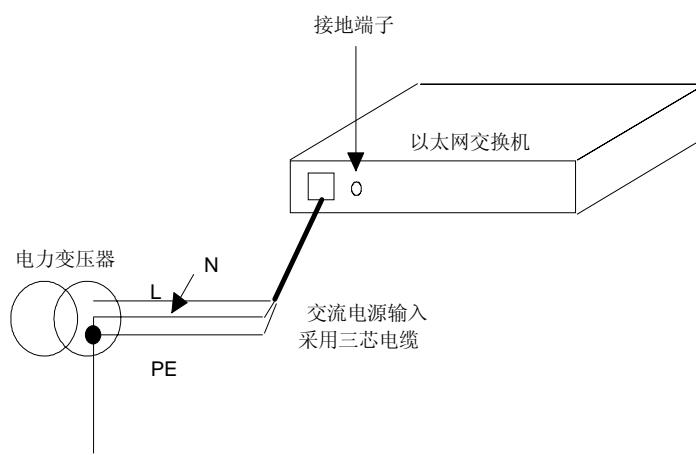 接地端子
以太网交换机
电力变压器
N
L
交流电源输入
采用三芯电缆
PE